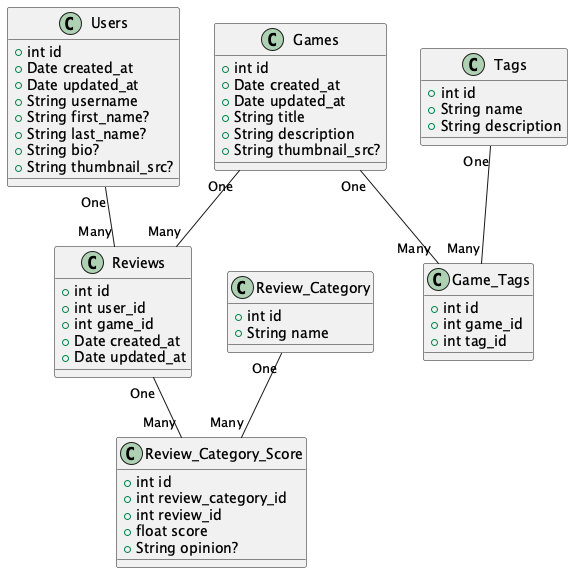 C Users
int id
Date created_at
Date updated_at
String username
String first_name?
String last_name?
String bio?
String thumbnail_src?
C Games
int id
Date created_at
Date updated_at
String title
String description
String thumbnail_src?
C Tags
int id
String name
String description
One
Many
One
Many
One
Many
One
Many
C Reviews
int id
int user_id
int game_id
Date created_at
Date updated_at
C Review_Category
int id
String name
C Game_Tags
int id
int game_id
int tag_id
One
Many
One
Many
C Review_Category_Score
int id
int review_category_id
int review_id
float score
String opinion?